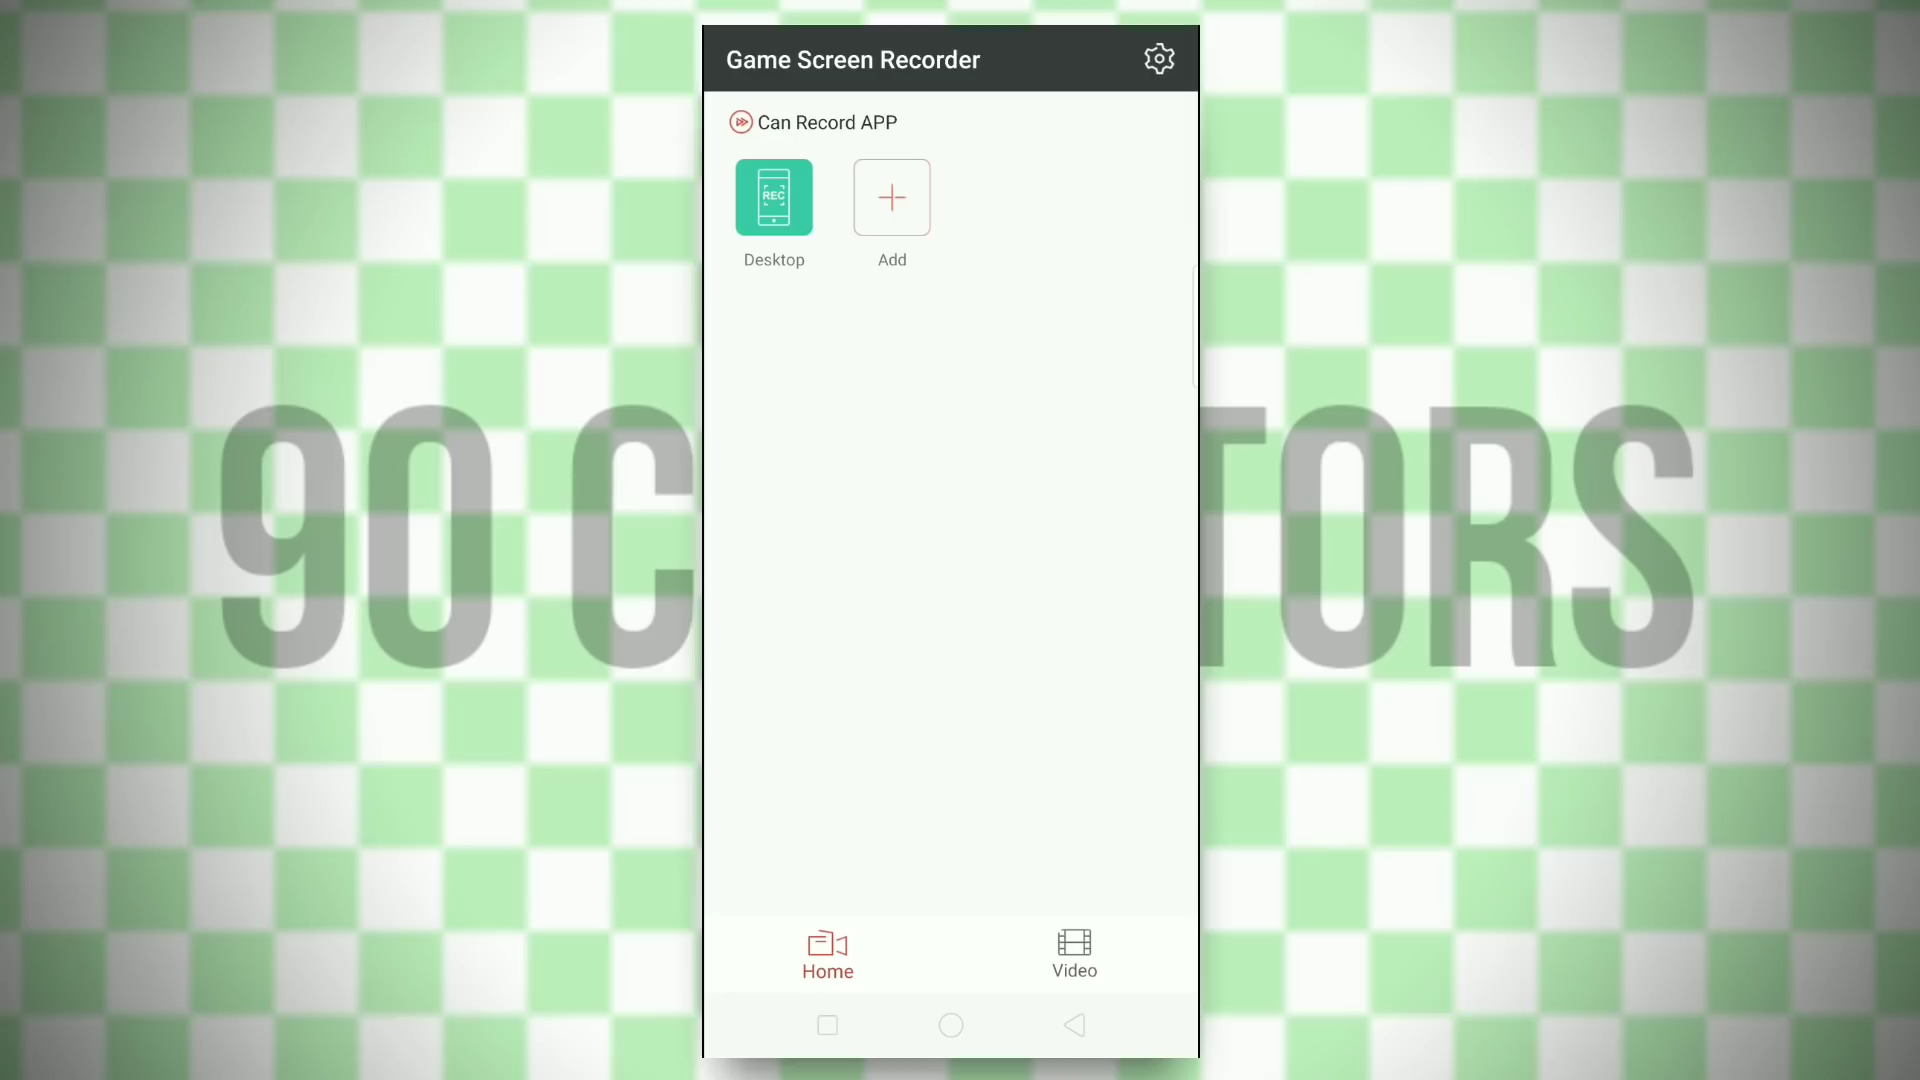 Game Screen Recorder
Can Record APP
REC
Desktop
Add
90 C
TORS
Home
Video